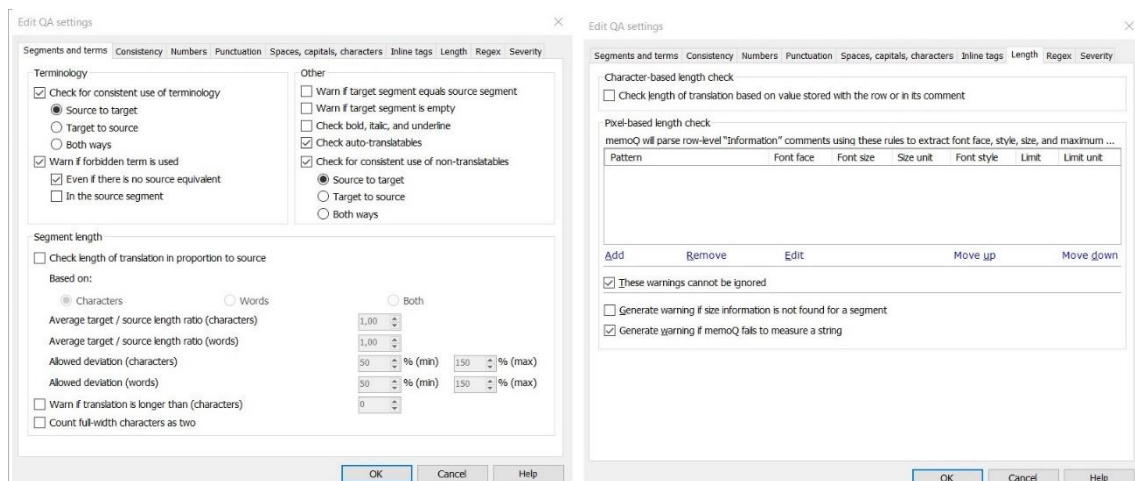 Edit QA settings
Segments and terms Consistency Numbers Punctuation Spaces, capitals, characters Inline tags Length Regex Severity
Terminology
Check for consistent use of terminology
Source to target
Target to source
Both ways
Warn if forbidden term is used
Even if there is no source equivalent
In the source segment
Other
Warn if target segment equals source segment
Warn if target segment is empty
Check bold, italic, and underline
Check auto-translatables
Check for consistent use of non-translatables
Source to target
Target to source
Both ways
Segment length
Check length of translation in proportion to source
Based on:
Characters Words Both
Average target / source length ratio (characters) 1,00
Average target / source length ratio (words) 1,00
Allowed deviation (characters) 50 % (min) 150 % (max)
Allowed deviation (words) 50 % (min) 150 % (max)
Warn if translation is longer than (characters) 0
Count full-width characters as two
OK Cancel Help
Edit QA settings
Segments and terms Consistency Numbers Punctuation Spaces, capitals, characters Inline tags Length Regex Severity
Character-based length check
Check length of translation based on value stored with the row or in its comment
Pixel-based length check
memoQ will parse row-level "Information" comments using these rules to extract font face, style, size, and maximum ...
Pattern Font face Font size Size unit Font style Limit Limit unit
Add Remove Edit Move up Move down
These warnings cannot be ignored
Generate warning if size information is not found for a segment
Generate warning if memoQ fails to measure a string
OK Cancel Help